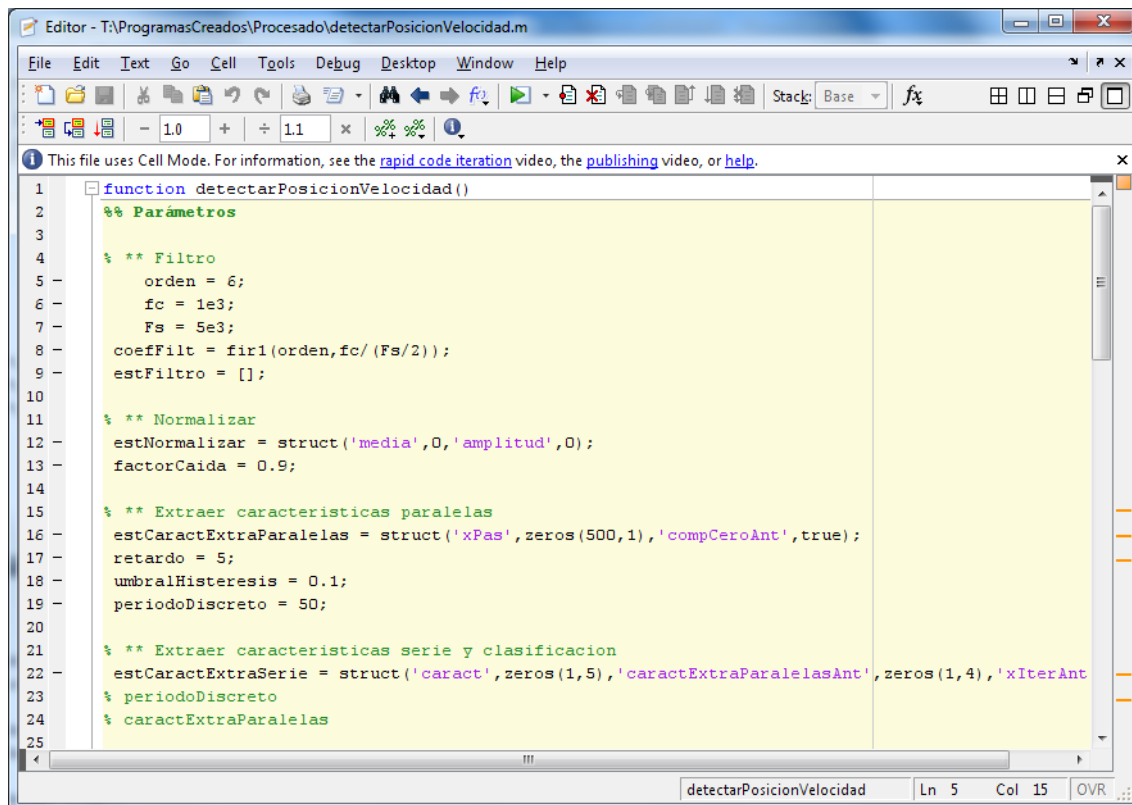 Editor - T:\ProgramasCreados\Procesado\detectarPosicionVelocidad.m
File Edit Text Go Cell Tools Debug Desktop Window Help
Stack: Base fx
- 1.0 + ÷ 1.1 ×
This file uses Cell Mode. For information, see the rapid code iteration video, the publishing video, or help.
1 function detectarPosicionVelocidad()
2 %% Parámetros
3
4 % ** Filtro
5 - orden = 6;
6 - fc = 1e3;
7 - Fs = 5e3;
8 - coefFilt = fir1(orden,fc/(Fs/2));
9 - estFiltro = [];
10
11 % ** Normalizar
12 - estNormalizar = struct('media',0,'amplitud',0);
13 - factorCaida = 0.9;
14
15 % ** Extraer caracteristicas paralelas
16 - estCaractExtraParalelas = struct('xPas',zeros(500,1),'compCeroAnt',true);
17 - retardo = 5;
18 - umbralHisteresis = 0.1;
19 - periodoDiscreto = 50;
20
21 % ** Extraer caracteristicas serie y clasificacion
22 - estCaractExtraSerie = struct('caract',zeros(1,5),'caractExtraParalelasAnt',zeros(1,4),'xIterAnt
23 % periodoDiscreto
24 % caractExtraParalelas
25
detectarPosicionVelocidad Ln 5 Col 15 OVR